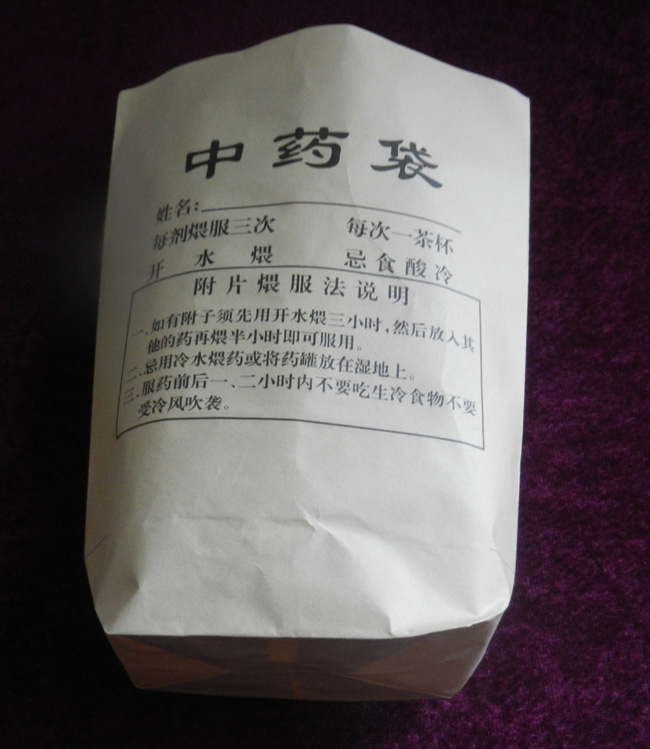 中药袋
姓名：
每剂煨服三次 每次一茶杯
开水煨 忌食酸冷
附片煨服法说明
一、如有附子须先用开水煨三小时，然后放入其
他的药再煨半小时即可服用。
二、忌用冷水煨药或将药罐放在湿地上。
三、服药前后一、二小时内不要吃生冷食物不要
受冷风吹袭。